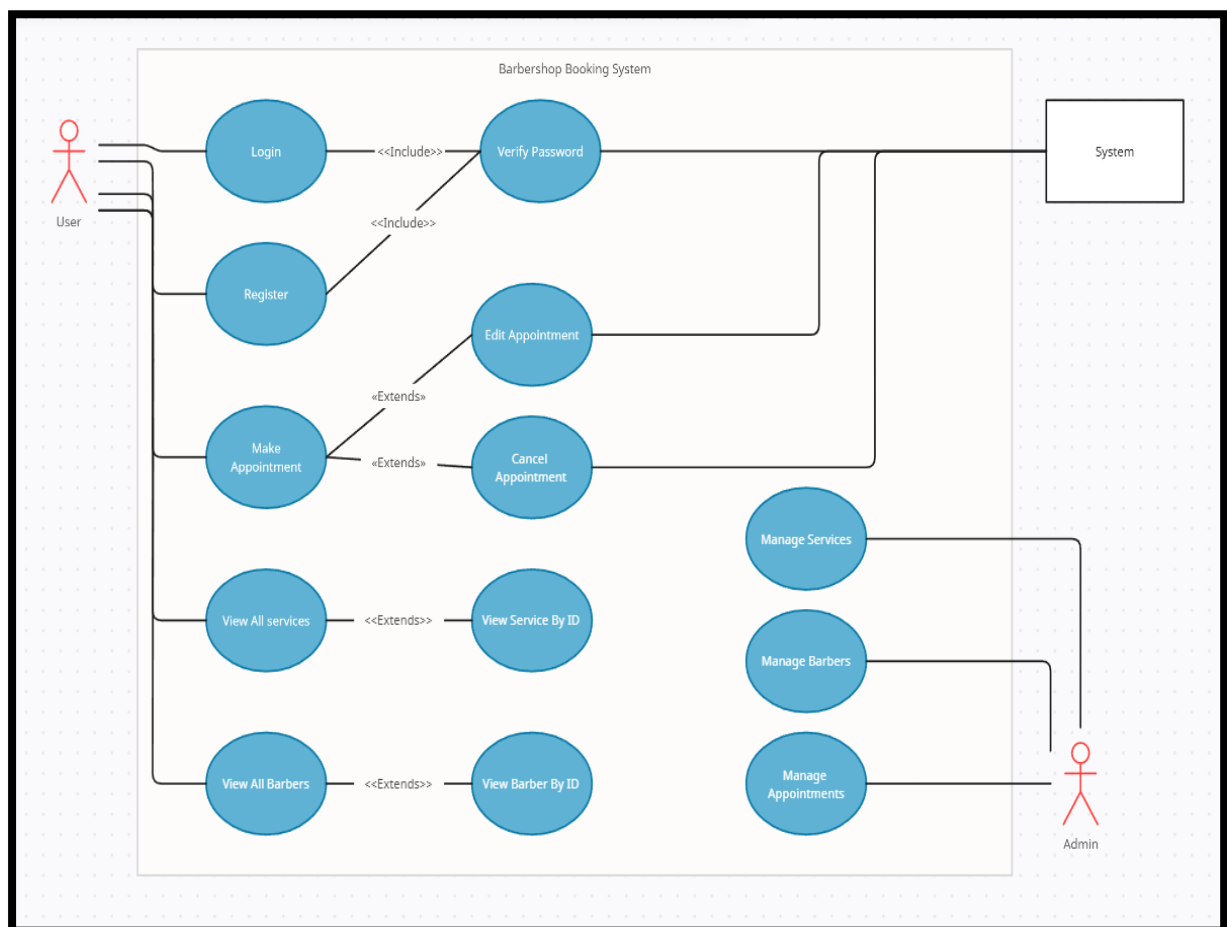 Barbershop Booking System
Login
<<Include>>
Verify Password
System
User
<<Include>>
Register
Edit Appointment
«Extends»
Make
Appointment
«Extends»
Cancel
Appointment
Manage Services
View All services
<<Extends>>
View Service By ID
Manage Barbers
View All Barbers
<<Extends>>
View Barber By ID
Manage
Appointments
Admin